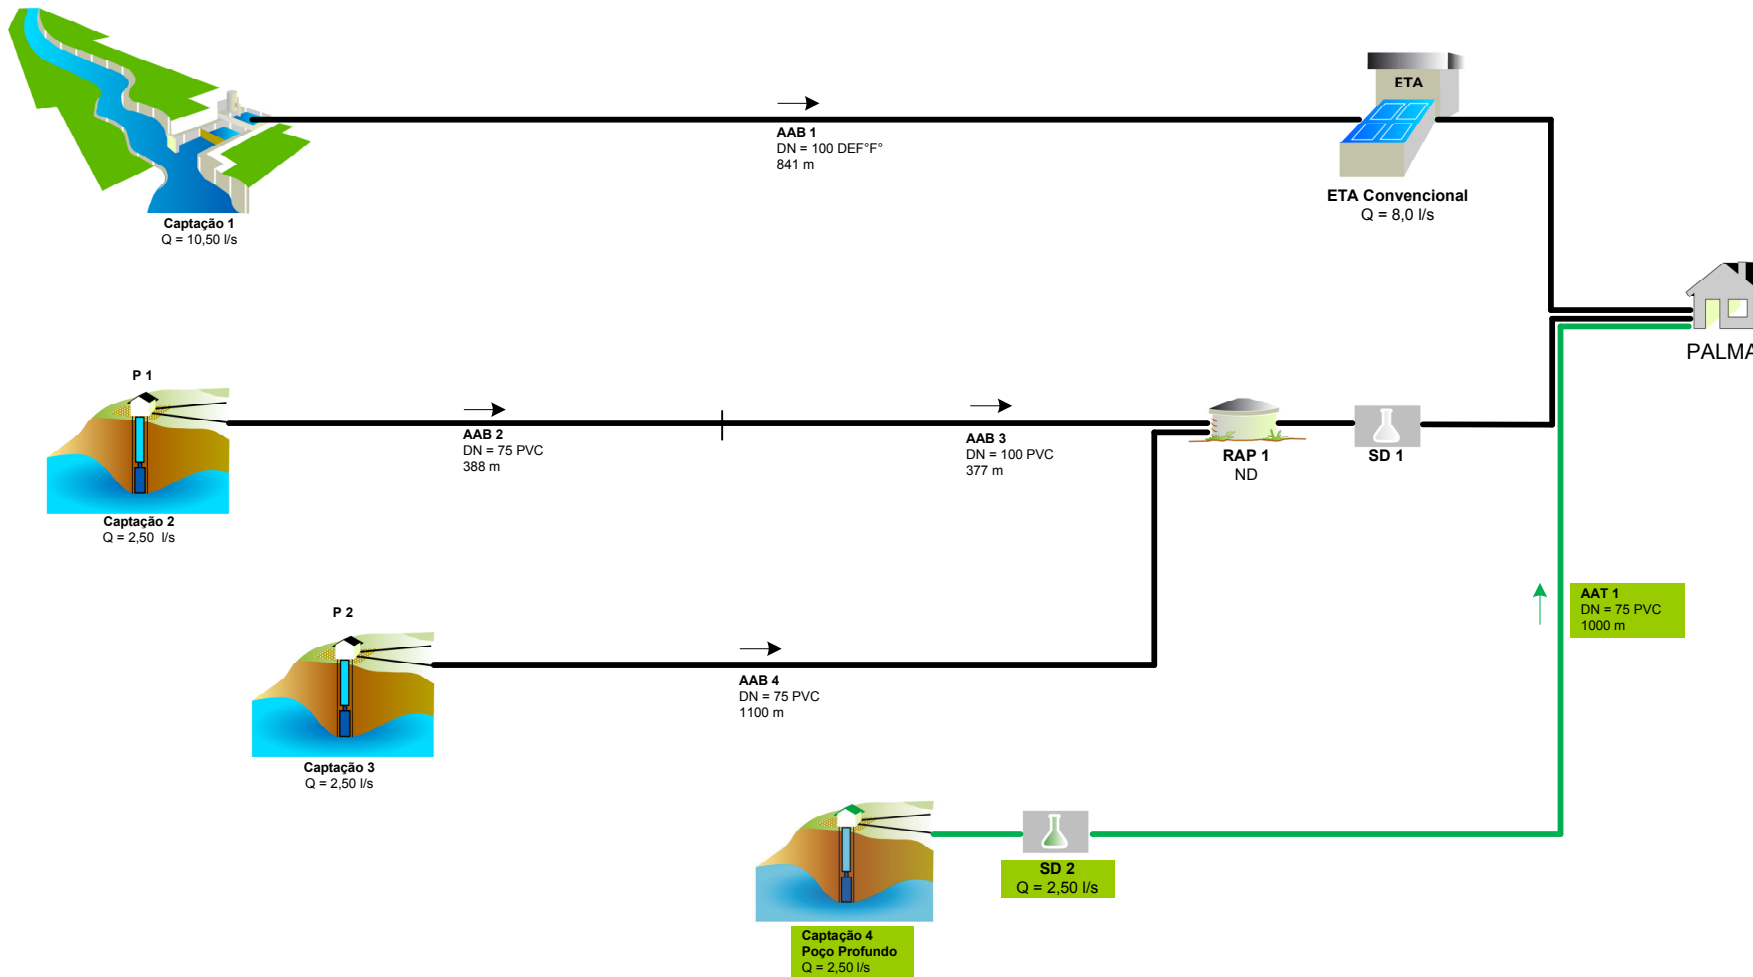 ETA
AAB 1
DN = 100 DEF°F°
841 m
ETA Convencional
Q = 8,0 l/s
Captação 1
Q = 10,50 l/s
PALMA
P 1
AAB 2
DN = 75 PVC
388 m
AAB 3
DN = 100 PVC
377 m
RAP 1
ND
SD 1
Captação 2
Q = 2,50 l/s
P 2
AAT 1
DN = 75 PVC
1000 m
AAB 4
DN = 75 PVC
1100 m
Captação 3
Q = 2,50 l/s
SD 2
Q = 2,50 l/s
Captação 4
Poço Profundo
Q = 2,50 l/s